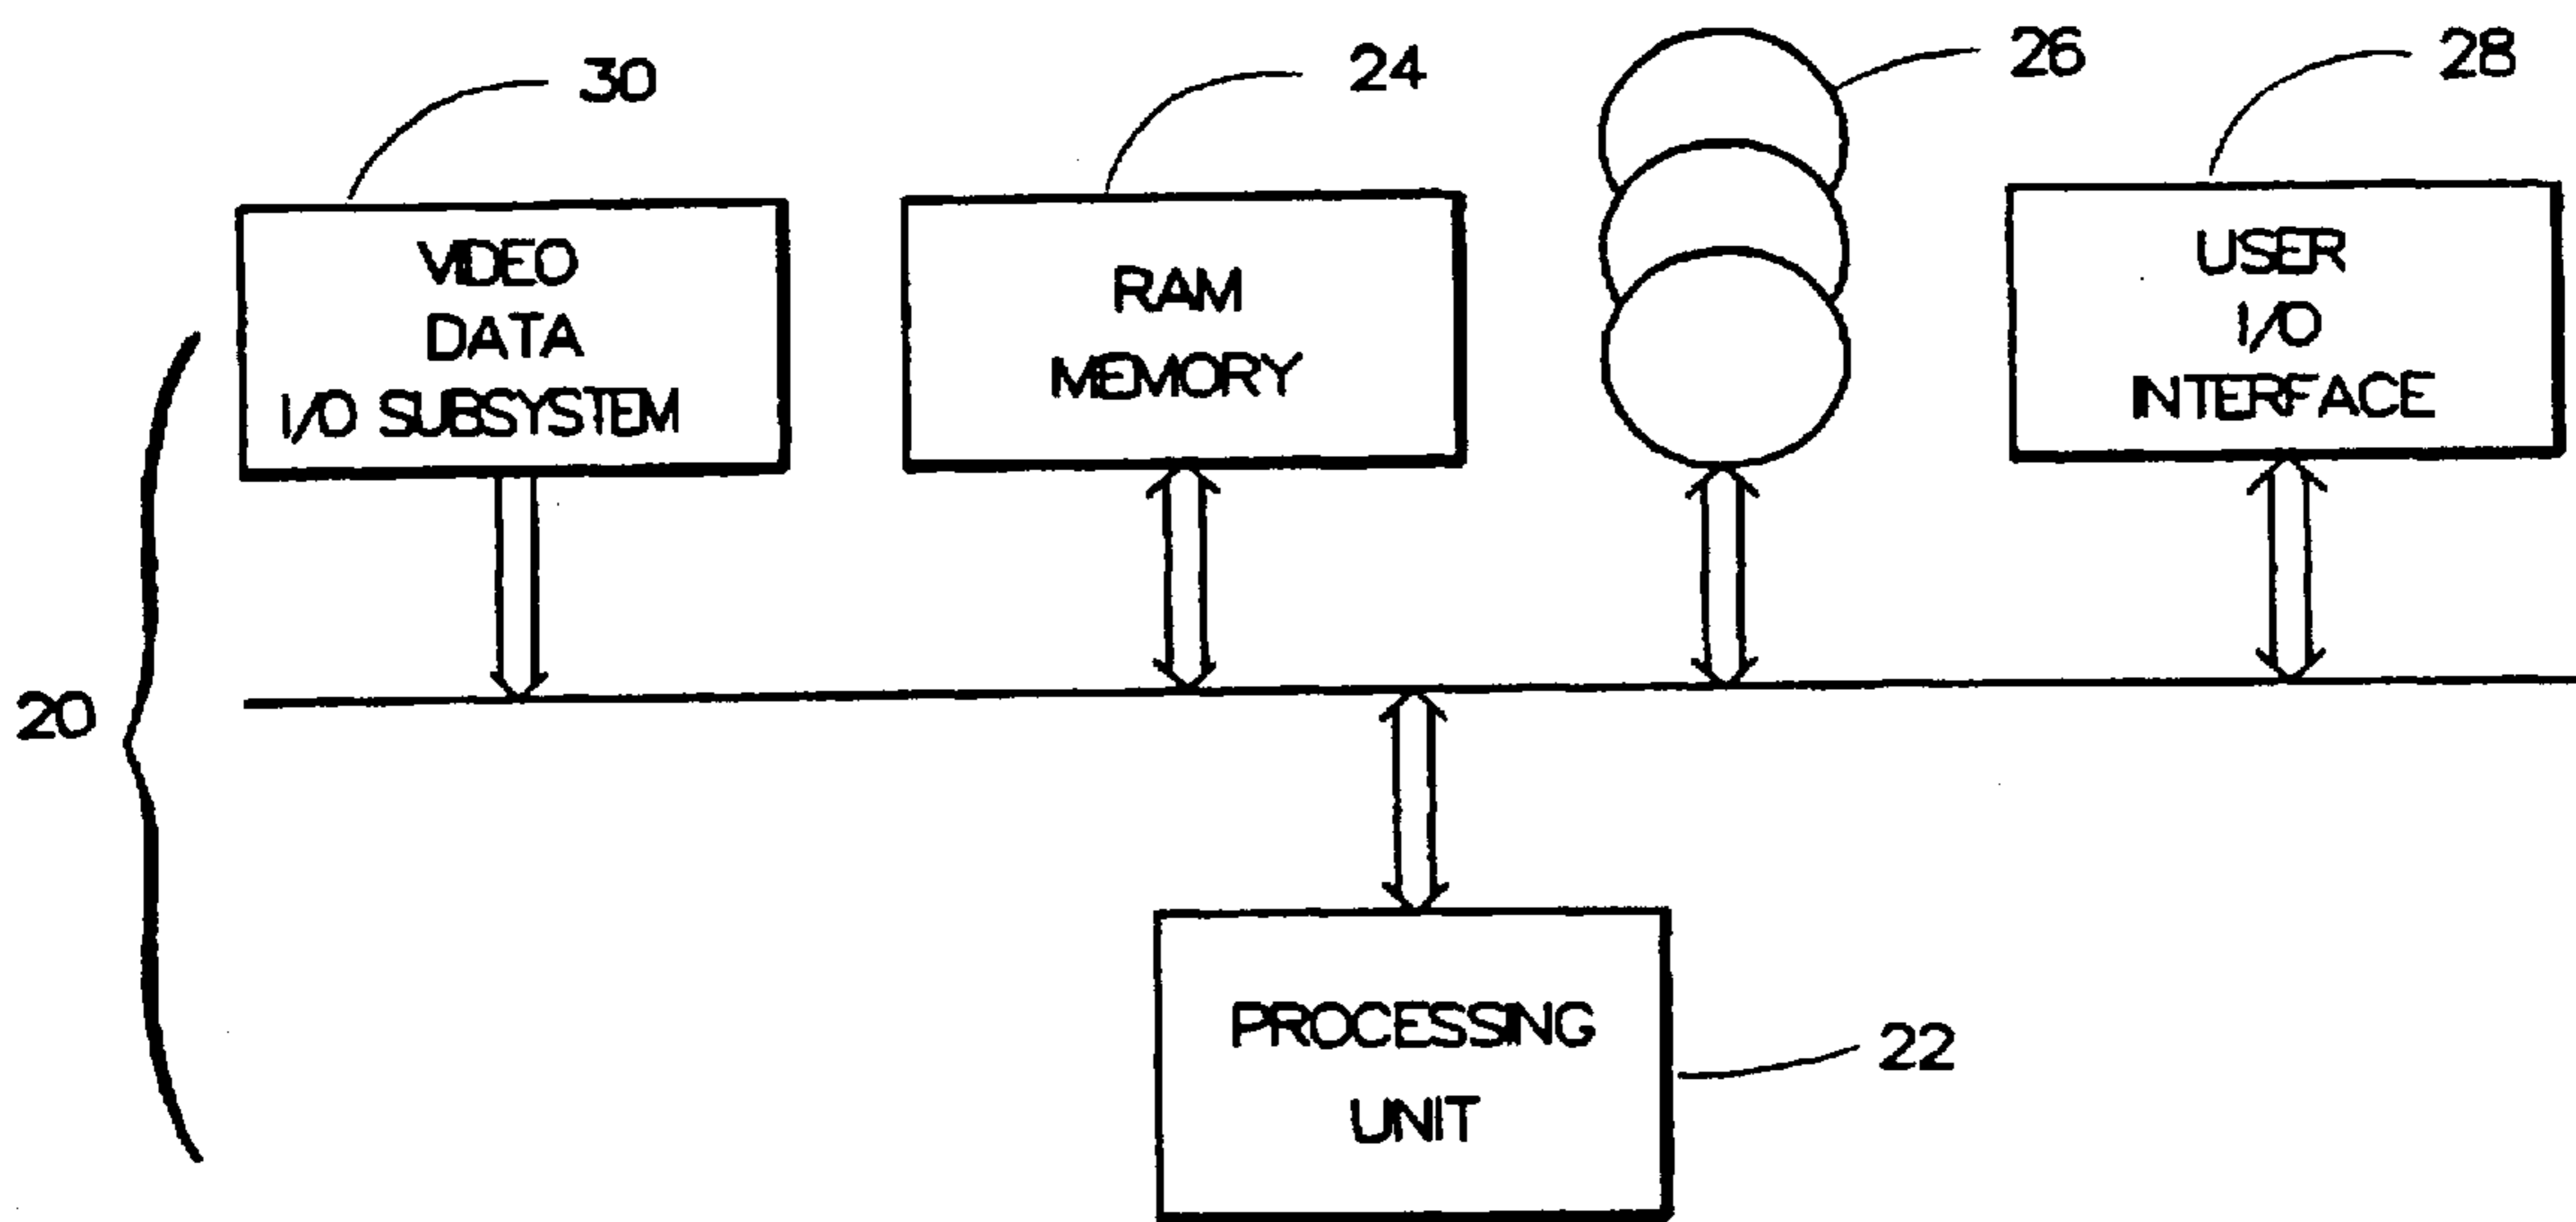 30
24
26
28
VIDEO
DATA
I/O SUBSYSTEM
RAM
MEMORY
USER
I/O
INTERFACE
20
PROCESSING
UNIT
22